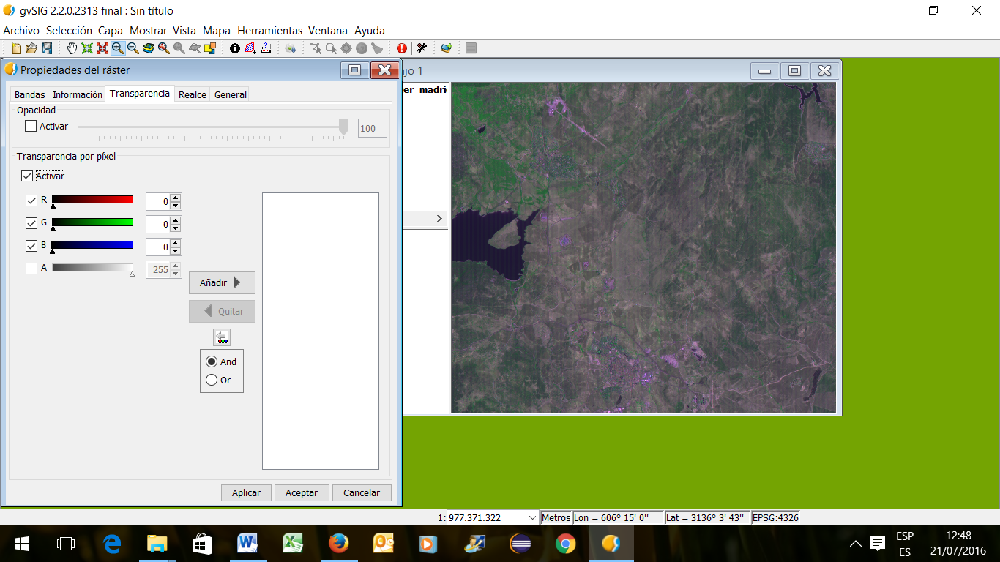 gvSIG 2.2.0.2313 final : Sin título
Archivo Selección Capa Mostrar Vista Mapa Herramientas Ventana Ayuda
Propiedades del ráster
ajo 1
Bandas Información Transparencia Realce General
ter_madri
Opacidad
Activar
100
Transparencia por píxel
Activar
R 0
G 0
B 0
A 255
Añadir
Quitar
And
Or
Aplicar Aceptar Cancelar
1: 977.371.322 Metros Lon = 606° 15' 0" Lat = 3136° 3' 43" EPSG:4326
ESP 12:48
ES 21/07/2016